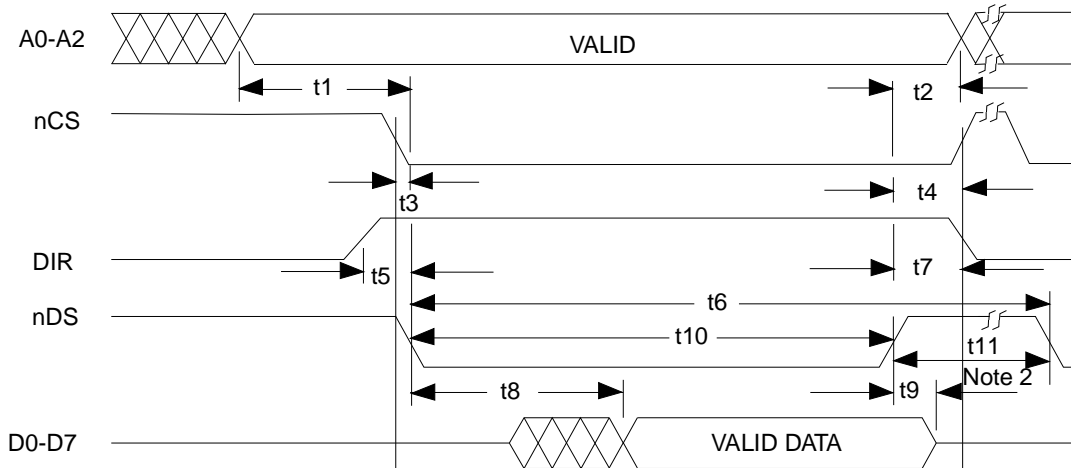 A0-A2
VALID
t1
t2
nCS
t3
t4
DIR
t5
t7
t6
nDS
t10
t11
Note 2
t8
t9
D0-D7
VALID DATA